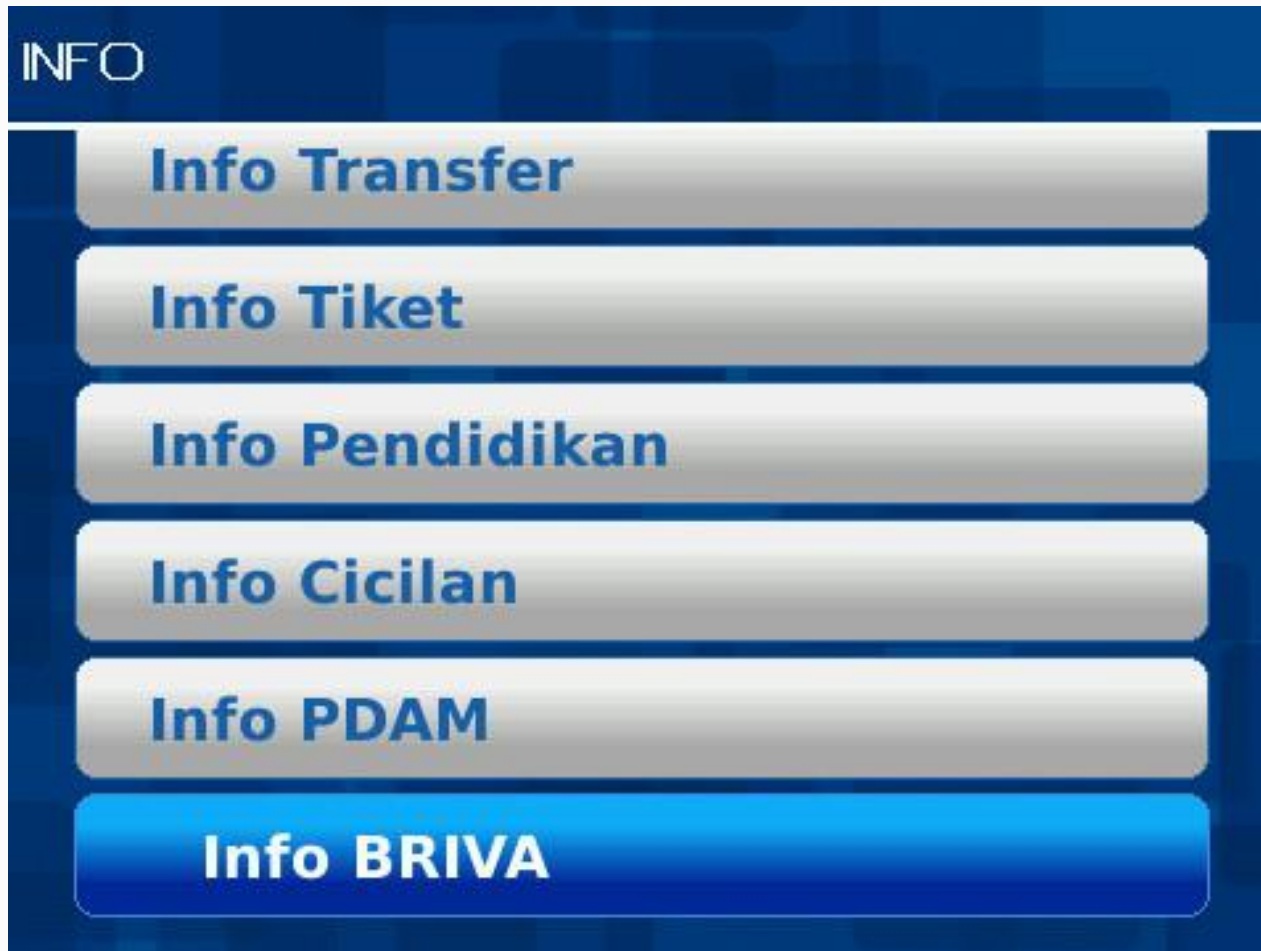 INFO
Info Transfer
Info Tiket
Info Pendidikan
Info Cicilan
Info PDAM
Info BRIVA